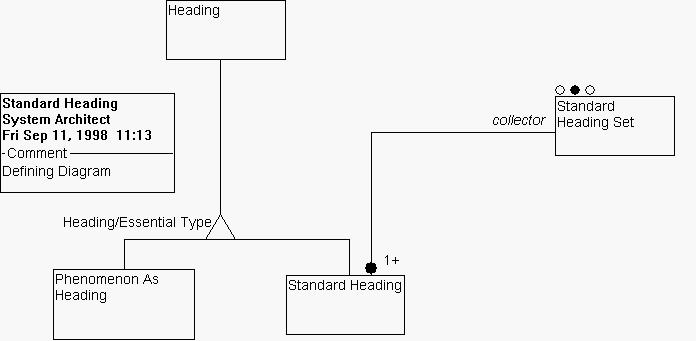 Heading
Standard Heading
System Architect
Fri Sep 11, 1998 11:13
Comment
Defining Diagram
Standard
Heading Set
collector
Heading/Essential Type
1+
Phenomenon As
Heading
Standard Heading